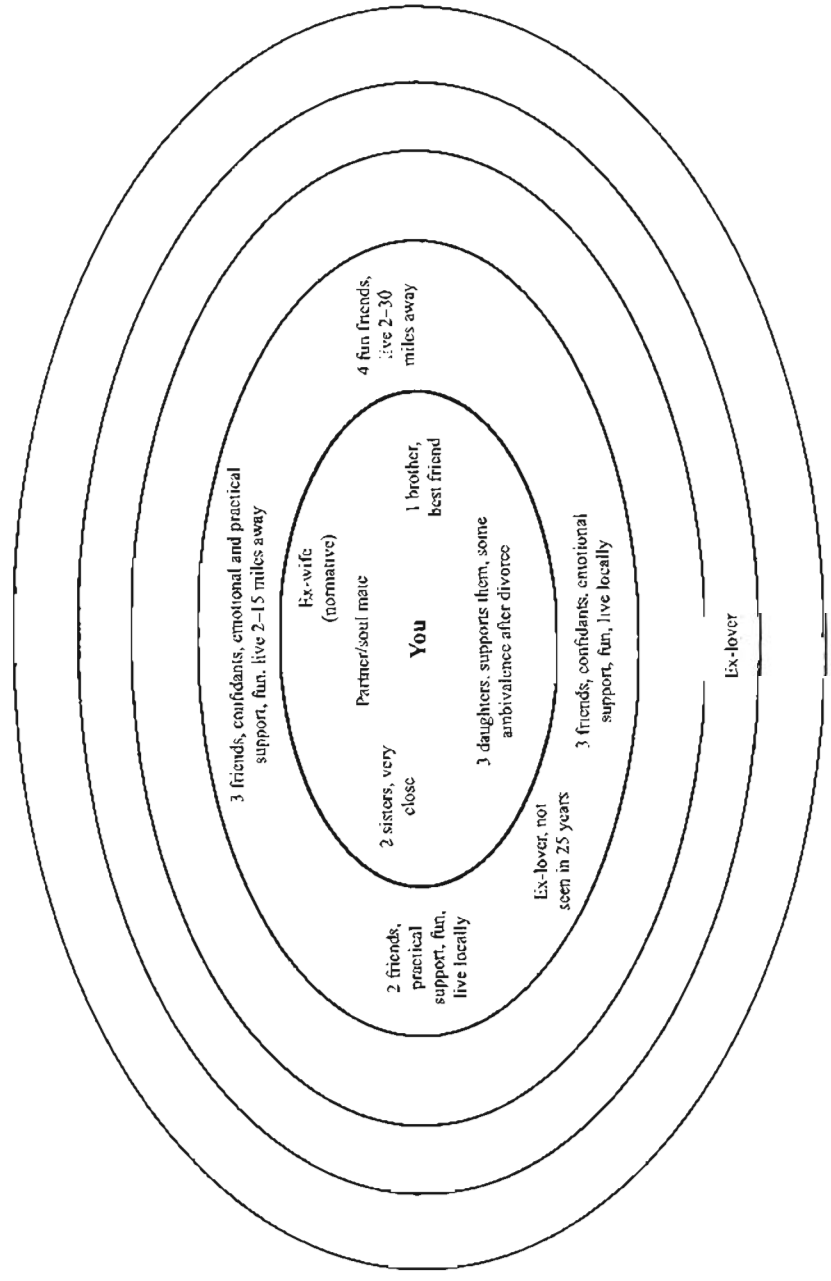 3 friends, confidants, emotional and practical
support, fun, live 2–15 miles away
Ex-wife
(normative)
Partner/soul mate
4 fun friends,
live 2–30
miles away
2 sisters, very
close
2 friends,
practical
support, fun,
live locally
1 brother,
best friend
You
3 daughters, supports them, some
ambivalence after divorce
Ex-lover, not
seen in 25 years
3 friends, confidants, emotional
support, fun, live locally
Ex-lover